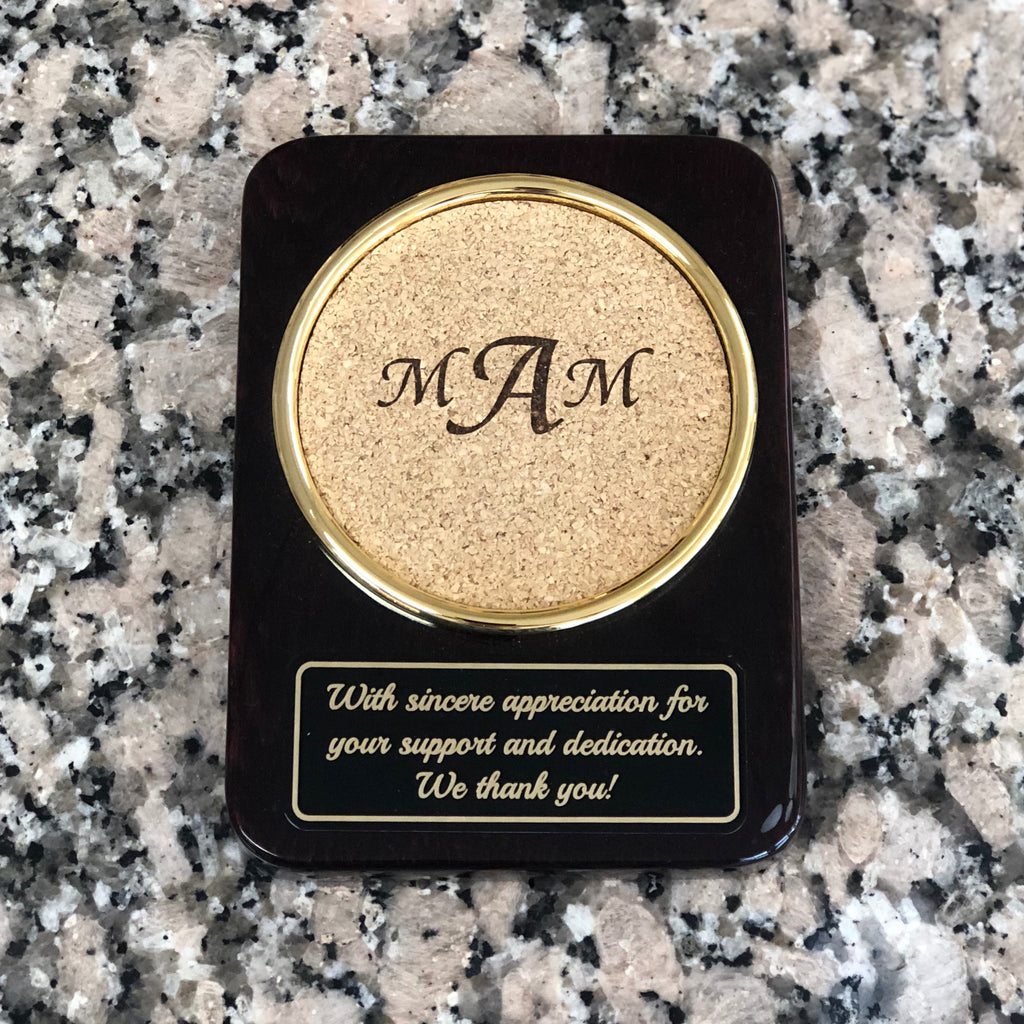 MAM
With sincere appreciation for
your support and dedication.
We thank you!